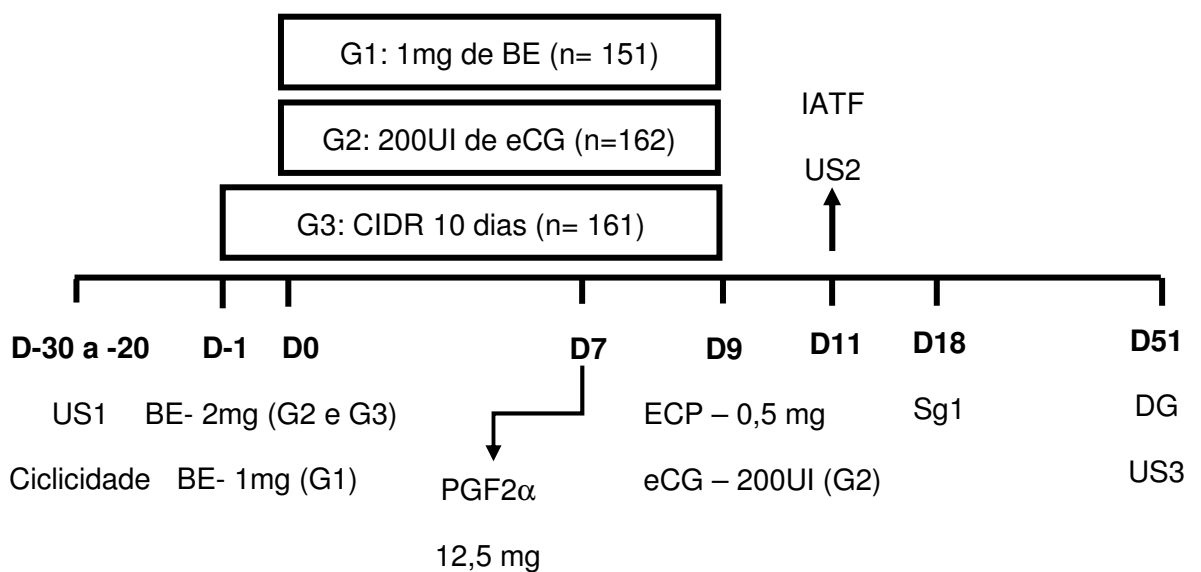 G1: 1mg de BE (n= 151)
G2: 200UI de eCG (n=162)
G3: CIDR 10 dias (n= 161)
IATF
US2
D-30 a -20 D-1 D0 D7 D9 D11 D18 D51
US1 BE- 2mg (G2 e G3) ECP – 0,5 mg Sg1 DG
Ciclicidade BE- 1mg (G1) PGF2α eCG – 200UI (G2) US3
12,5 mg